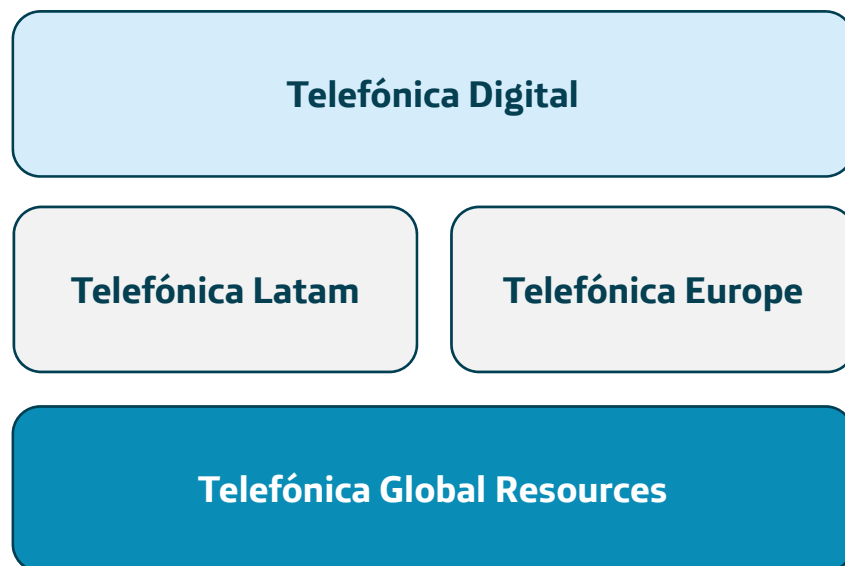 Telefónica Digital
Telefónica Latam
Telefónica Europe
Telefónica Global Resources